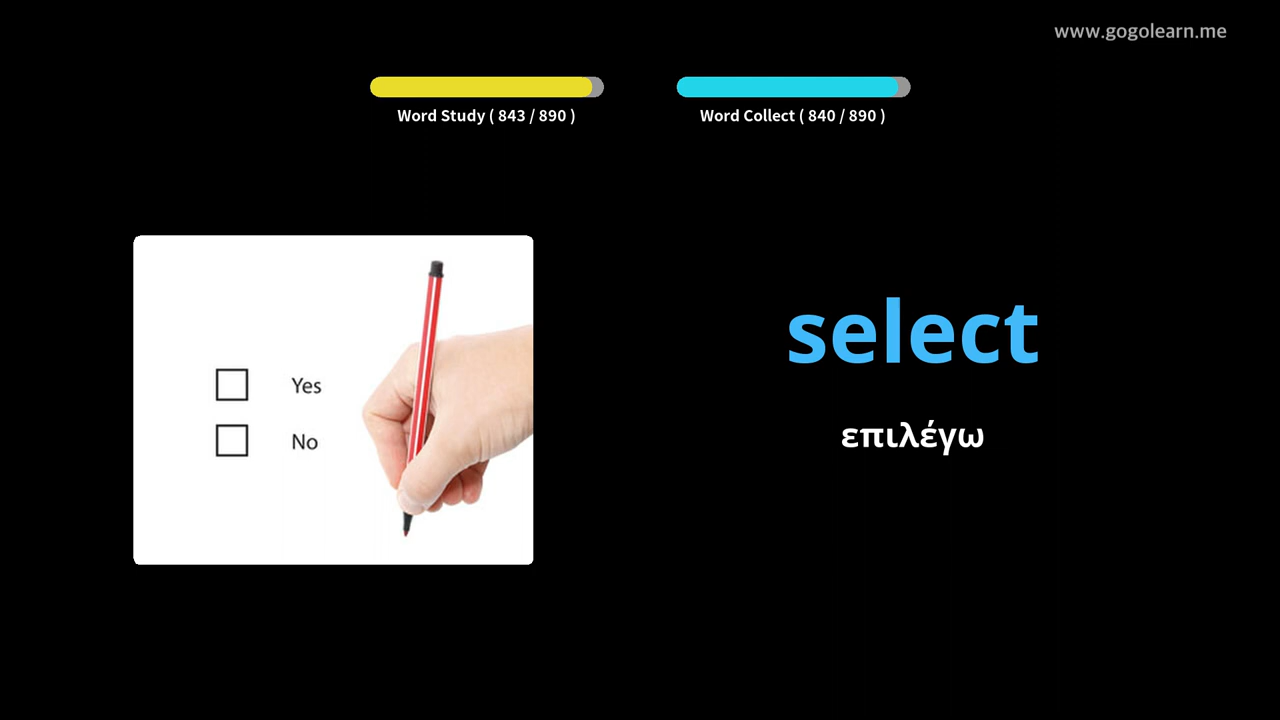 www.gogolearn.me
Word Study ( 843 / 890 )
Word Collect ( 840 / 890 )
Yes
No
select
επιλέγω